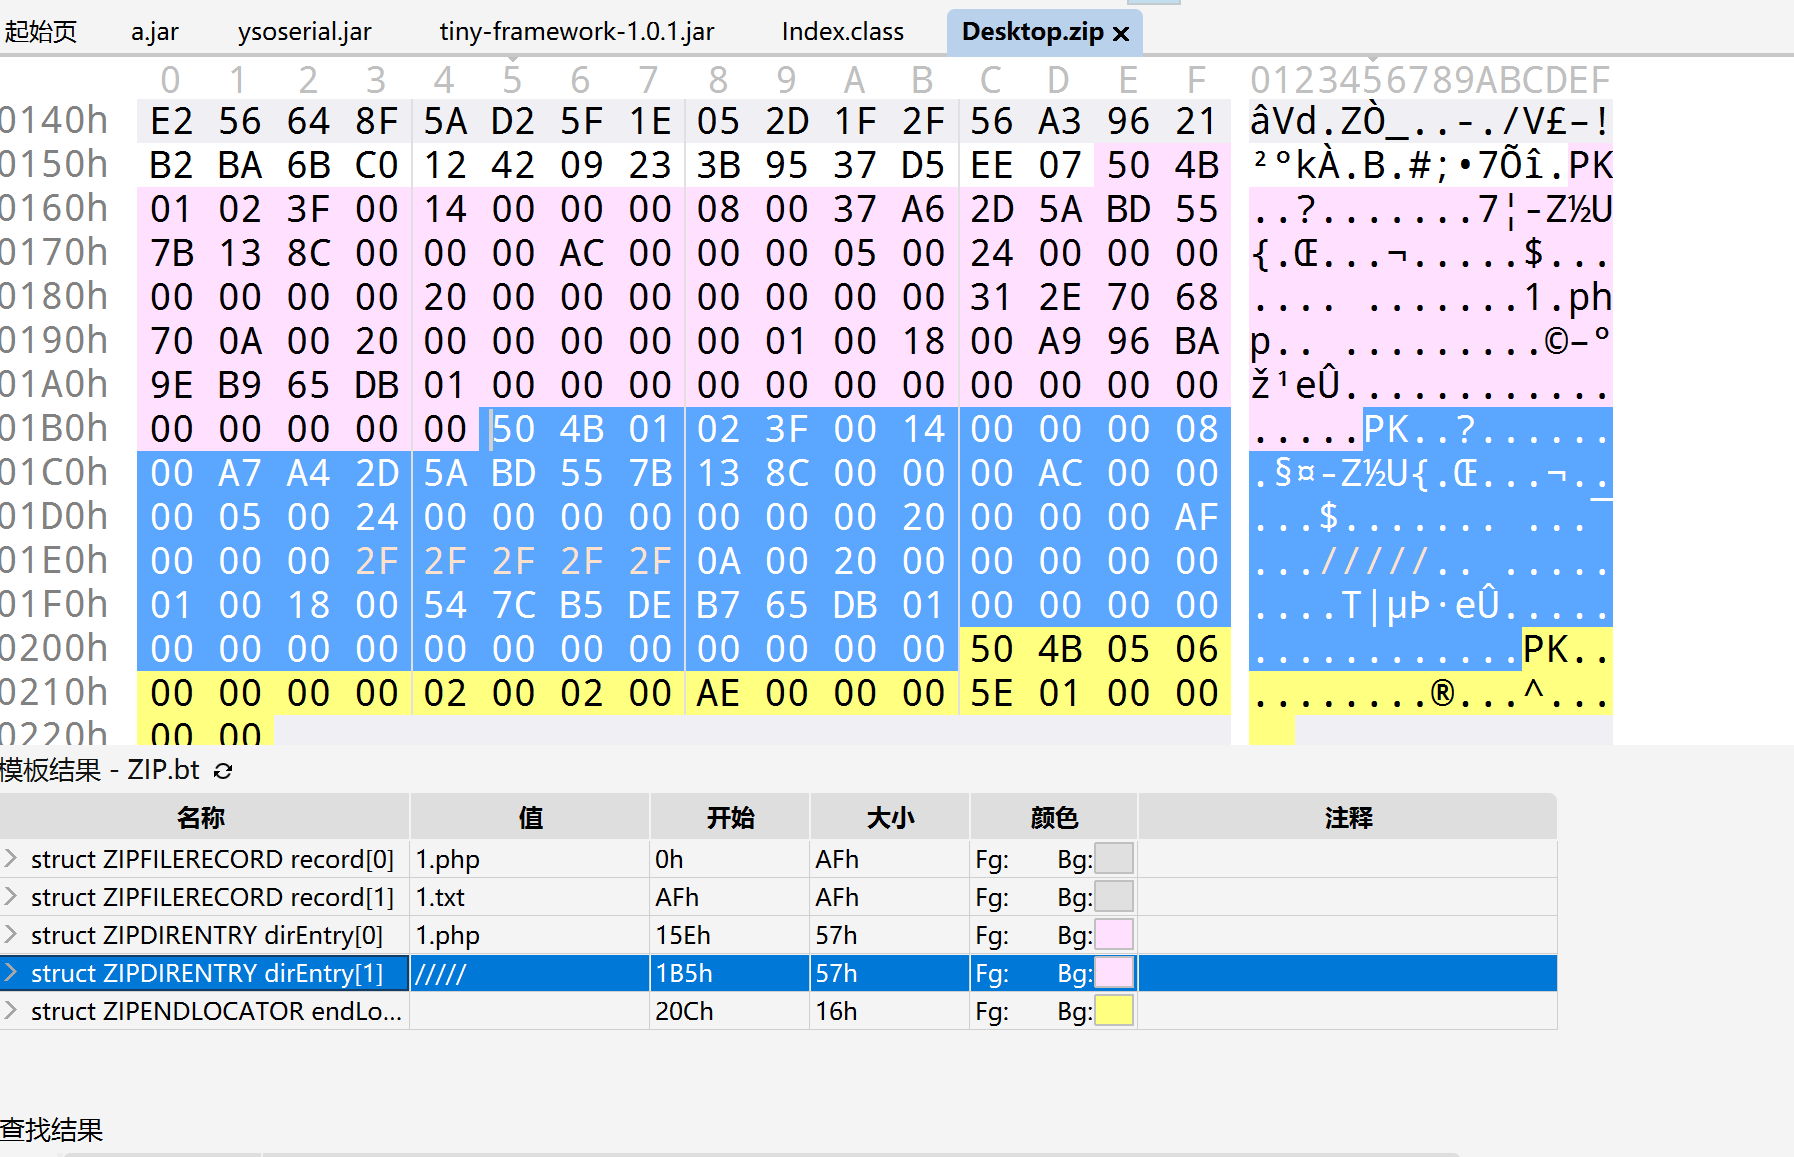 起始页 a.jar ysoserial.jar tiny-framework-1.0.1.jar Index.class Desktop.zip ×
0 1 2 3 4 5 6 7 8 9 A B C D E F 0123456789ABCDEF
0140h E2 56 64 8F 5A D2 5F 1E 05 2D 1F 2F 56 A3 96 21 âVd.ZÒ_..-./V£–!
0150h B2 BA 6B C0 12 42 09 23 3B 95 37 D5 EE 07 50 4B ²ºkÀ.B.#;•7Õî.PK
0160h 01 02 3F 00 14 00 00 00 08 00 37 A6 2D 5A BD 55 ..?.......7¦-Z½U
0170h 7B 13 8C 00 00 00 AC 00 00 00 05 00 24 00 00 00 {.Œ...¬.....$...
0180h 00 00 00 00 20 00 00 00 00 00 00 00 31 2E 70 68 .... .......1.ph
0190h 70 0A 00 20 00 00 00 00 00 01 00 18 00 A9 96 BA p.. .........©–º
01A0h 9E B9 65 DB 01 00 00 00 00 00 00 00 00 00 00 00 ž¹eÛ............
01B0h 00 00 00 00 00 50 4B 01 02 3F 00 14 00 00 00 08 .....PK..?......
01C0h 00 A7 A4 2D 5A BD 55 7B 13 8C 00 00 00 AC 00 00 .§¤-Z½U{.Œ...¬..
01D0h 00 05 00 24 00 00 00 00 00 00 00 20 00 00 00 AF ...$....... ...¯
01E0h 00 00 00 2F 2F 2F 2F 2F 0A 00 20 00 00 00 00 00 .../////.. .....
01F0h 01 00 18 00 54 7C B5 DE B7 65 DB 01 00 00 00 00 ....T|µÞ·eÛ.....
0200h 00 00 00 00 00 00 00 00 00 00 00 00 50 4B 05 06 ............PK..
0210h 00 00 00 00 02 00 02 00 AE 00 00 00 5E 01 00 00 ........®...^...
0220h 00 00
模板结果 - ZIP.bt
名称 值 开始 大小 颜色 注释
struct ZIPFILERECORD record[0] 1.php 0h AFh Fg: Bg:
struct ZIPFILERECORD record[1] 1.txt AFh AFh Fg: Bg:
struct ZIPDIRENTRY dirEntry[0] 1.php 15Eh 57h Fg: Bg:
struct ZIPDIRENTRY dirEntry[1] ///// 1B5h 57h Fg: Bg:
struct ZIPENDLOCATOR endLo... 20Ch 16h Fg: Bg:
查找结果